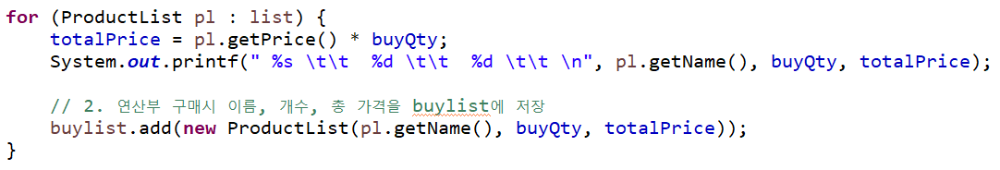 for (ProductList pl : list) {
    totalPrice = pl.getPrice() * buyQty;
    System.out.printf(" %s \t\t  %d \t\t  %d \t\t \n", pl.getName(), buyQty, totalPrice);

    // 2. 연산부 구매시 이름, 개수, 총 가격을 buylist에 저장
    buylist.add(new ProductList(pl.getName(), buyQty, totalPrice));
}